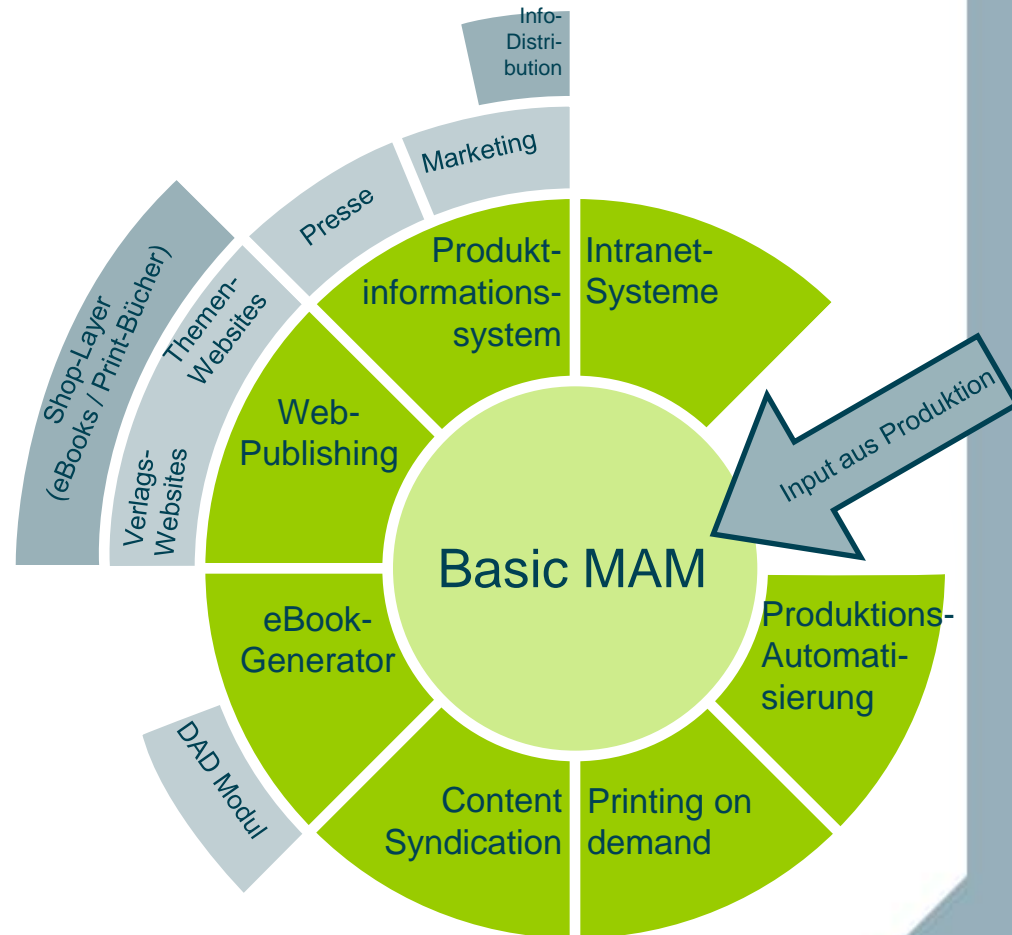 Info-
Distri-
bution
Marketing
Presse
Shop-Layer
(eBooks / Print-Bücher)
Themen-
Websites
Verlags-
Websites
Produkt-
informations-
system
Intranet-
Systeme
Web-
Publishing
Input aus Produktion
Basic MAM
eBook-
Generator
Produktions-
Automati-
sierung
DAD Modul
Content
Syndication
Printing on
demand